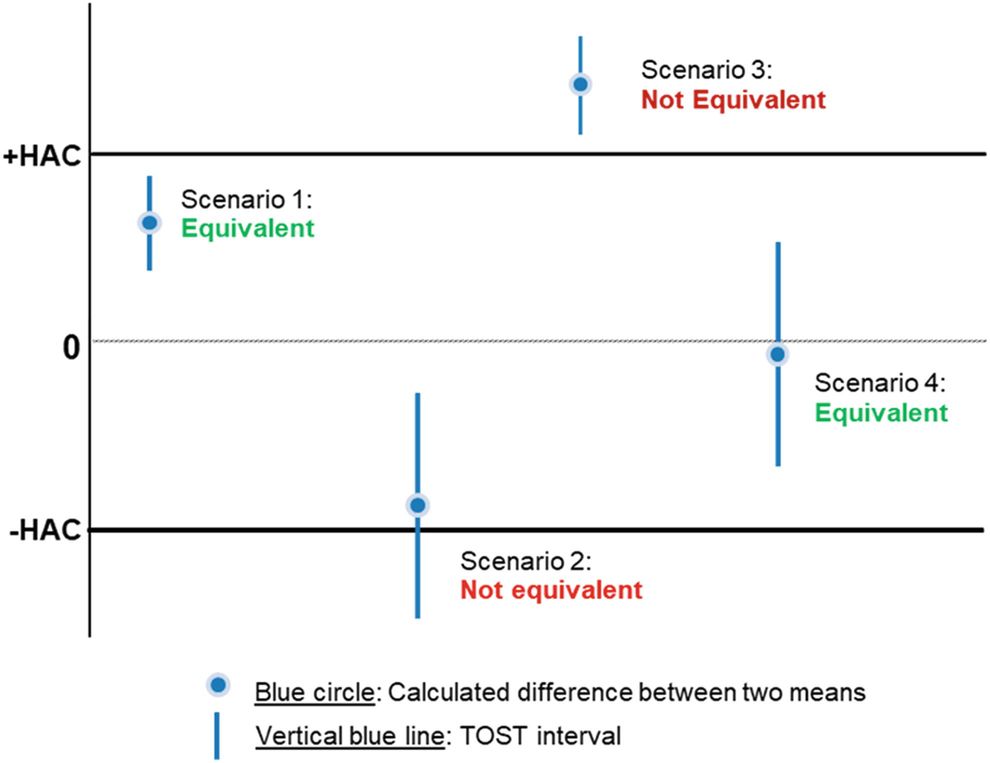 Scenario 3:
Not Equivalent
+HAC
Scenario 1:
Equivalent
0
Scenario 4:
Equivalent
-HAC
Scenario 2:
Not equivalent
Blue circle: Calculated difference between two means
Vertical blue line: TOST interval